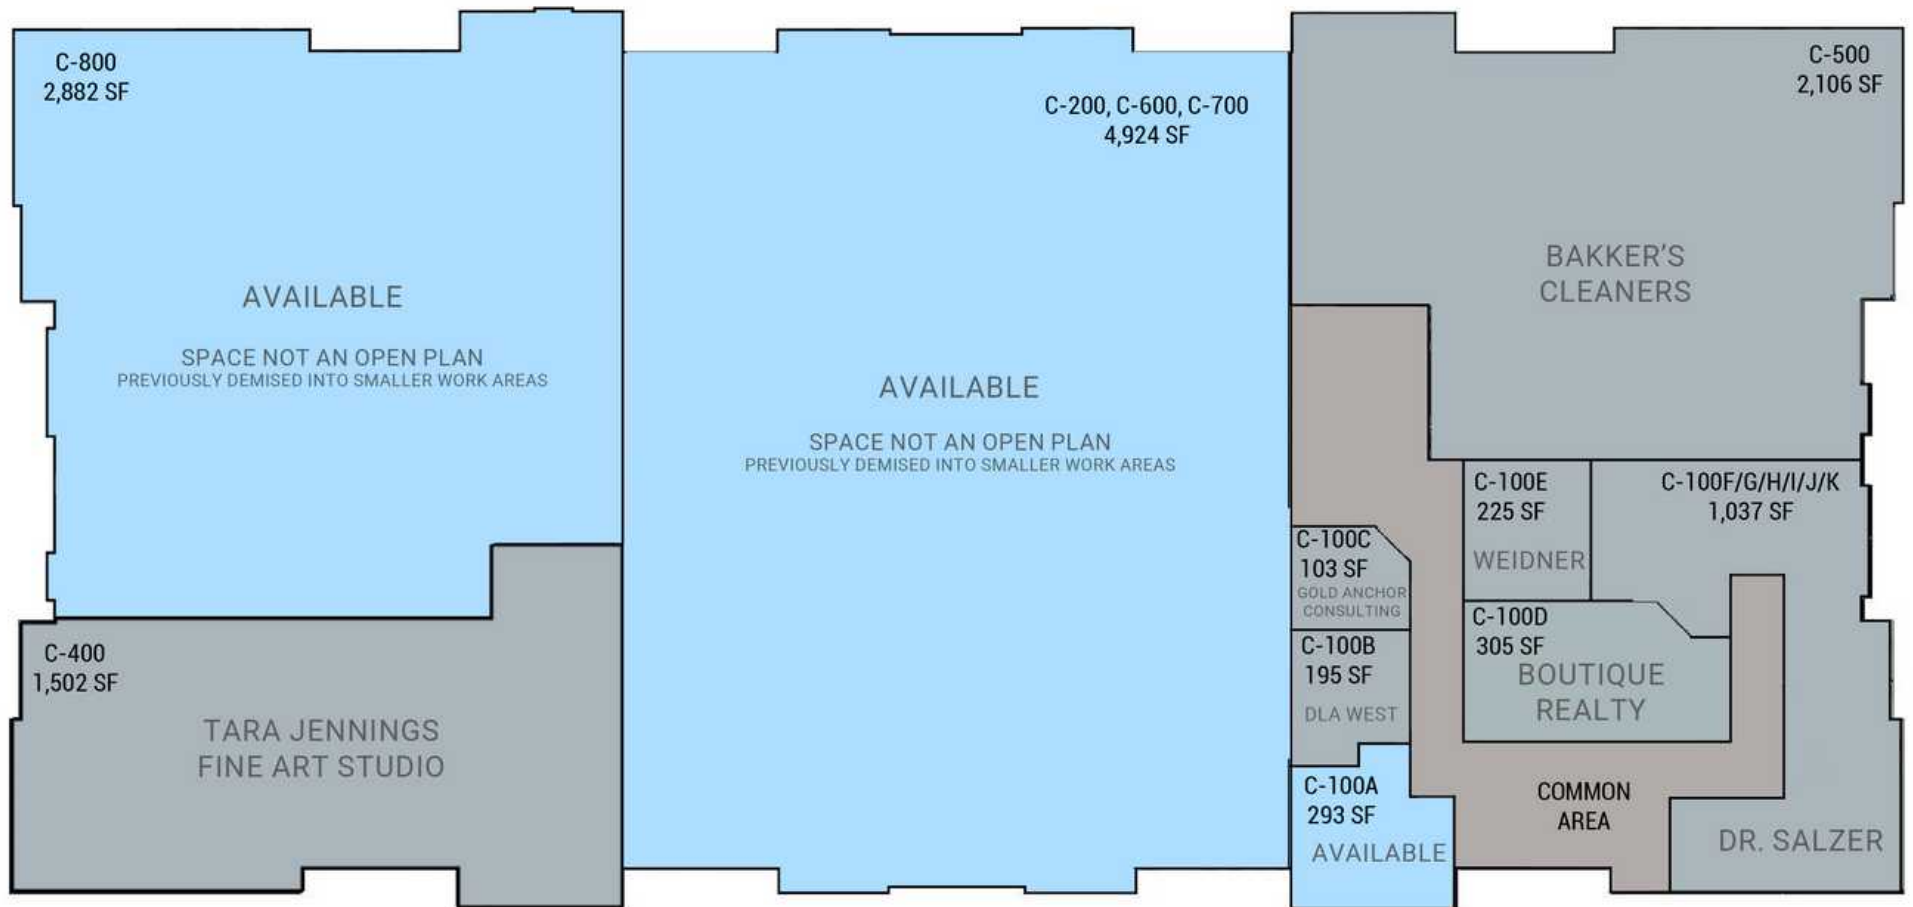 C-800
2,882 SF
AVAILABLE
SPACE NOT AN OPEN PLAN
PREVIOUSLY DEMISED INTO SMALLER WORK AREAS
C-400
1,502 SF
TARA JENNINGS
FINE ART STUDIO
C-200, C-600, C-700
4,924 SF
AVAILABLE
SPACE NOT AN OPEN PLAN
PREVIOUSLY DEMISED INTO SMALLER WORK AREAS
C-500
2,106 SF
BAKKER'S
CLEANERS
C-100E
225 SF
WEIDNER
C-100F/G/H/I/J/K
1,037 SF
C-100C
103 SF
GOLD ANCHOR
CONSULTING
C-100D
305 SF
BOUTIQUE
REALTY
C-100B
195 SF
DLA WEST
C-100A
293 SF
AVAILABLE
COMMON
AREA
DR. SALZER